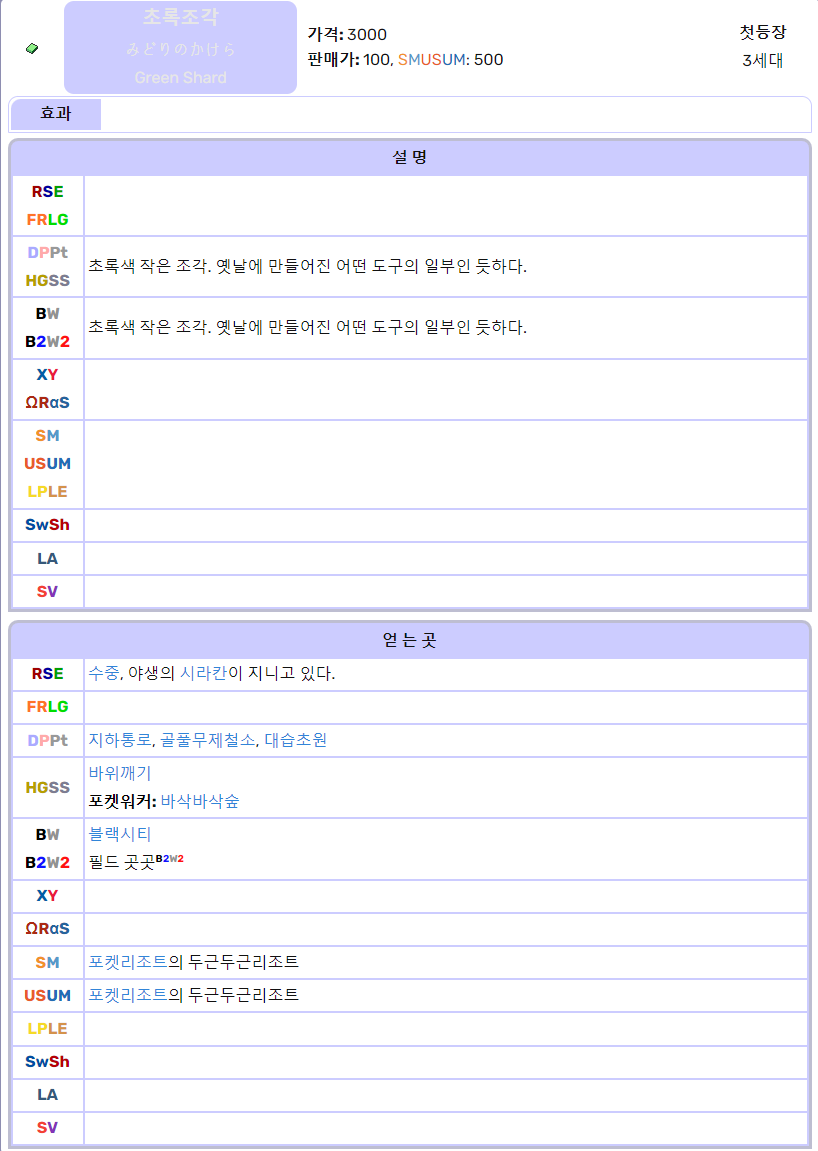 초록조각
みどりのかけら
Green Shard
가격: 3000
판매가: 100, SMUSUM: 500
첫등장
3세대
효과
설 명
RSE
FRLG
DPPt
HGSS
초록색 작은 조각. 옛날에 만들어진 어떤 도구의 일부인 듯하다.
BW
B2W2
초록색 작은 조각. 옛날에 만들어진 어떤 도구의 일부인 듯하다.
XY
ΩRαS
SM
USUM
LPLE
SwSh
LA
SV
얻 는 곳
RSE
수중, 야생의 시라칸이 지니고 있다.
FRLG
DPPt
지하통로, 골풀무제철소, 대습초원
HGSS
바위깨기
포켓워커: 바삭바삭숲
BW
B2W2
블랙시티
필드 곳곳B2W2
XY
ΩRαS
SM
포켓리조트의 두근두근리조트
USUM
포켓리조트의 두근두근리조트
LPLE
SwSh
LA
SV